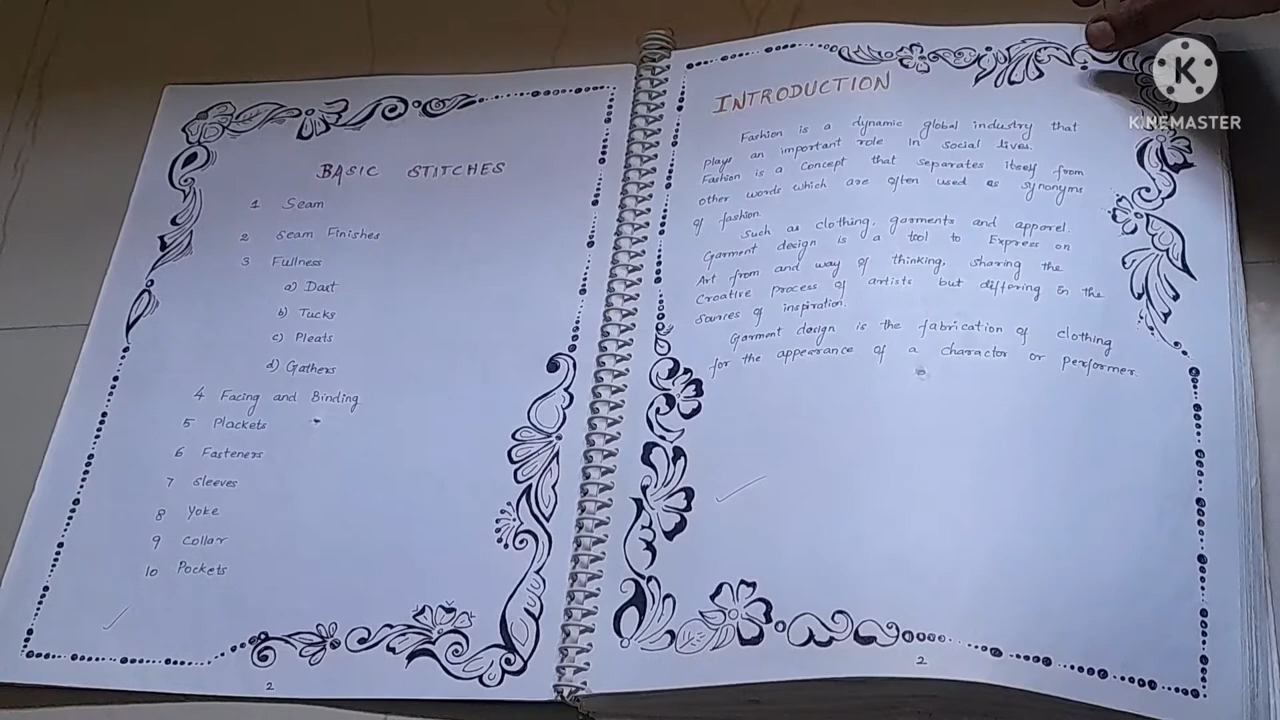 BASIC STITCHES
1 Seam
2 Seam Finishes
3 Fullness
a) Dart
b) Tucks
c) Pleats
d) Gathers
4 Facing and Binding
5 Plackets
6 Fasteners
7 Sleeves
8 Yoke
9 Collar
10 Pockets
2
INTRODUCTION
Fashion is a dynamic global industry that
plays an important role in social lives.
Fashion is a concept that separates itself from
other words which are often used as synonyms
of fashion.
Such as clothing, garments and apparel.
Garment design is a tool to Express on
Art from and way of thinking, sharing the
Croative process of artists but differing in the
sources of inspiration.
Garment design is the fabrication of clothing
for the appearance of a charactor or performer.
2
K
KINEMASTER